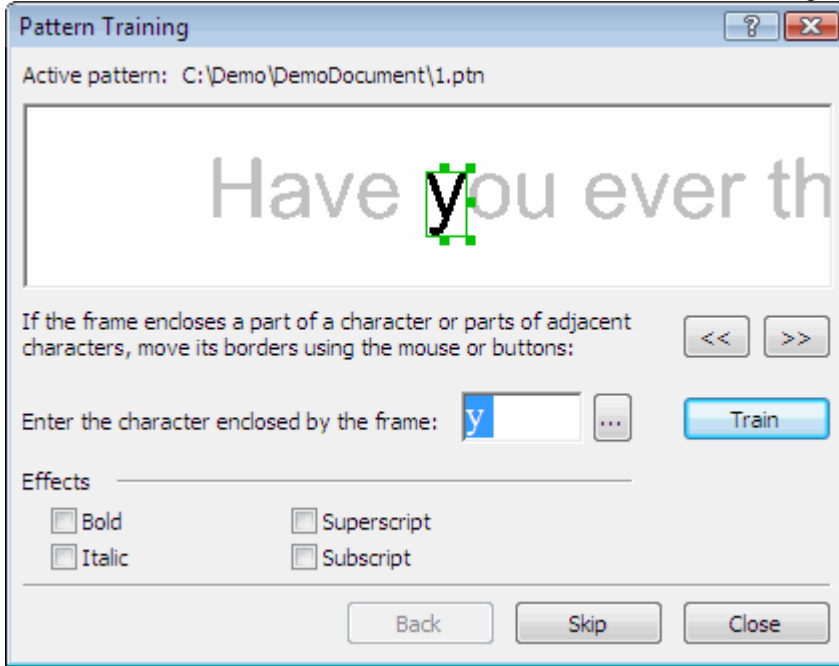 Pattern Training
Active pattern: C:\Demo\DemoDocument\1.ptn
Have you ever th
If the frame encloses a part of a character or parts of adjacent
characters, move its borders using the mouse or buttons:
<< >>
Enter the character enclosed by the frame: y ... Train
Effects
Bold Superscript
Italic Subscript
Back Skip Close